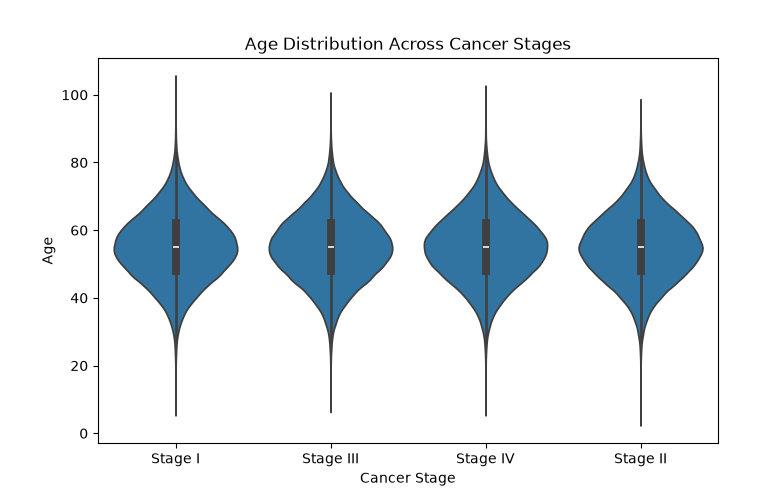 Age Distribution Across Cancer Stages
100
80
60
40
20
0
Age
Stage I
Stage III
Stage IV
Stage II
Cancer Stage